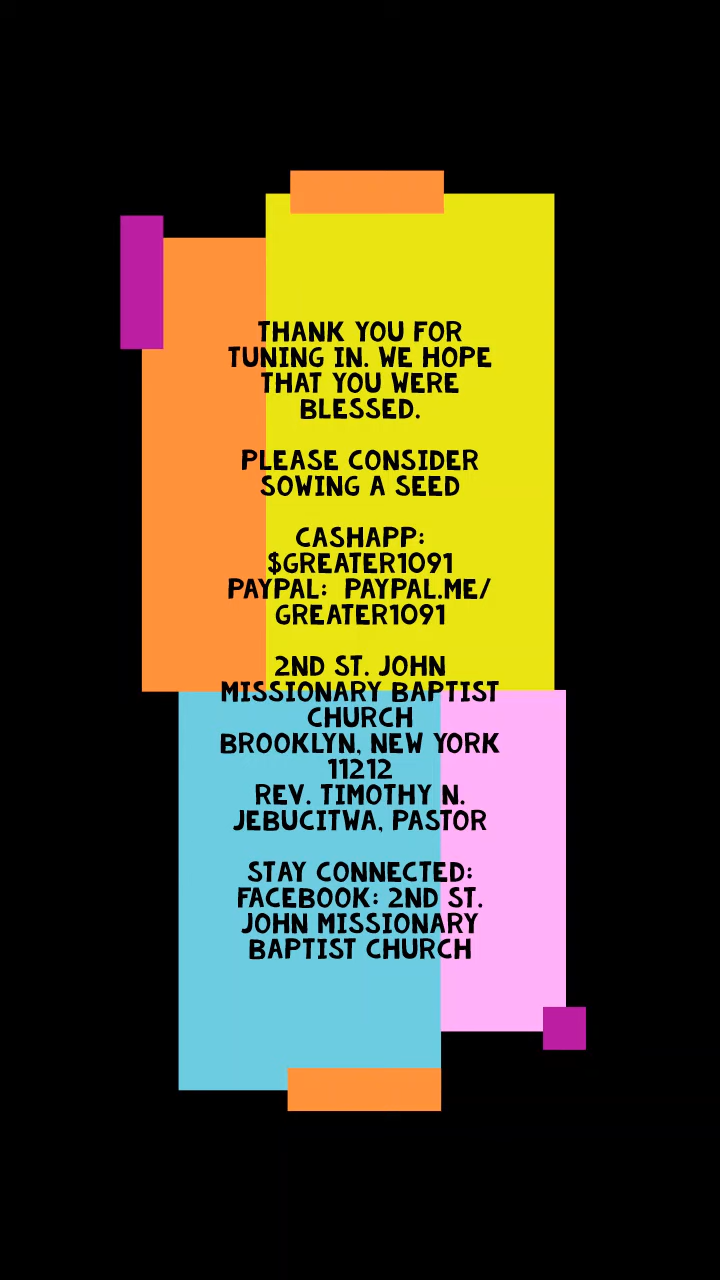 THANK YOU FOR
TUNING IN. WE HOPE
THAT YOU WERE
BLESSED.
PLEASE CONSIDER
SOWING A SEED
CASHAPP:
$GREATER1091
PAYPAL: PAYPAL.ME/
GREATER1091
2ND ST. JOHN
MISSIONARY BAPTIST
CHURCH
BROOKLYN, NEW YORK
11212
REV. TIMOTHY N.
JEBUCITWA, PASTOR
STAY CONNECTED:
FACEBOOK: 2ND ST.
JOHN MISSIONARY
BAPTIST CHURCH